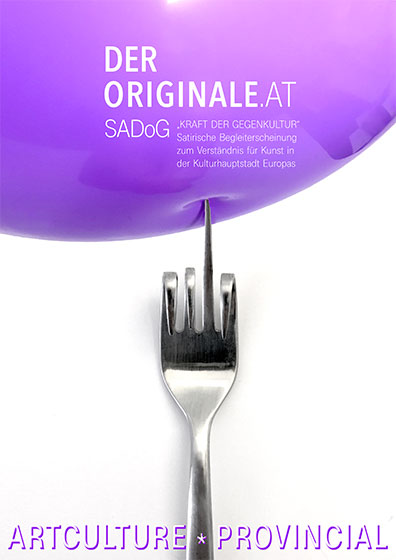 DER
ORIGINALE.AT
SADoG „KRAFT DER GEGENKULTUR“
Satirische Begleiterscheinung
zum Verständnis für Kunst in
der Kulturhauptstadt Europas
ARTCULTURE * PROVINCIAL